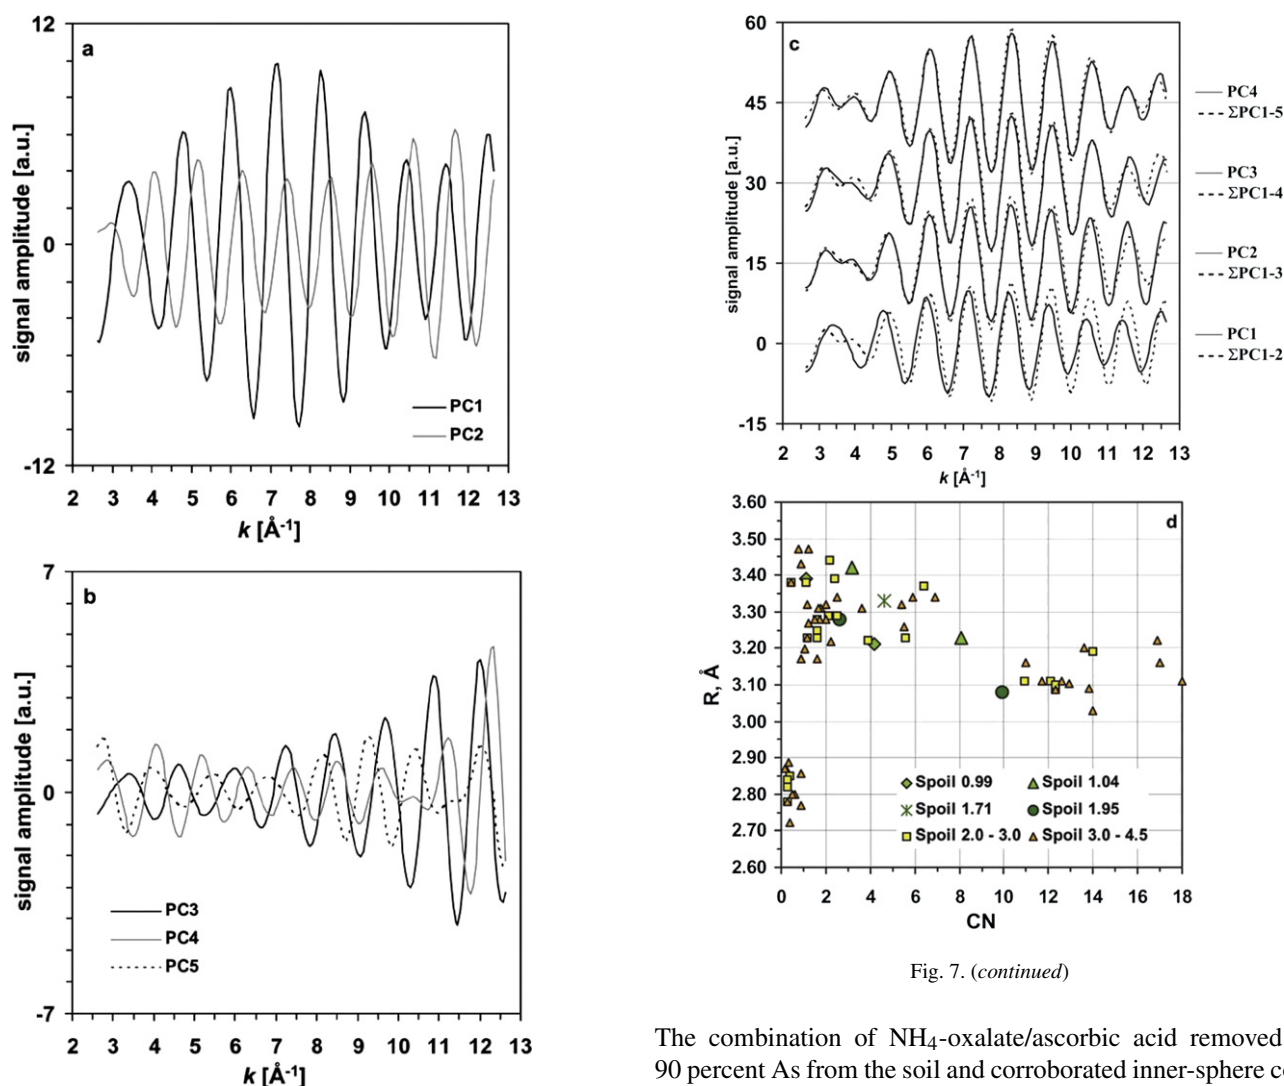 a
12
0
-12
signal amplitude [a.u.]
PC1
PC2
2 3 4 5 6 7 8 9 10 11 12 13
k [Å-1]
b
7
0
-7
signal amplitude [a.u.]
PC3
PC4
PC5
2 3 4 5 6 7 8 9 10 11 12 13
k [Å-1]
c
60
45
30
15
0
-15
signal amplitude [a.u.]
PC4
ΣPC1-5
PC3
ΣPC1-4
PC2
ΣPC1-3
PC1
ΣPC1-2
2 3 4 5 6 7 8 9 10 11 12 13
k [Å-1]
d
3.60
3.50
3.40
3.30
3.20
3.10
3.00
2.90
2.80
2.70
2.60
R, Å
Spoil 0.99 Spoil 1.04
Spoil 1.71 Spoil 1.95
Spoil 2.0 - 3.0 Spoil 3.0 - 4.5
0 2 4 6 8 10 12 14 16 18
CN
Fig. 7. (continued)
The combination of NH4-oxalate/ascorbic acid removed
90 percent As from the soil and corroborated inner-sphere